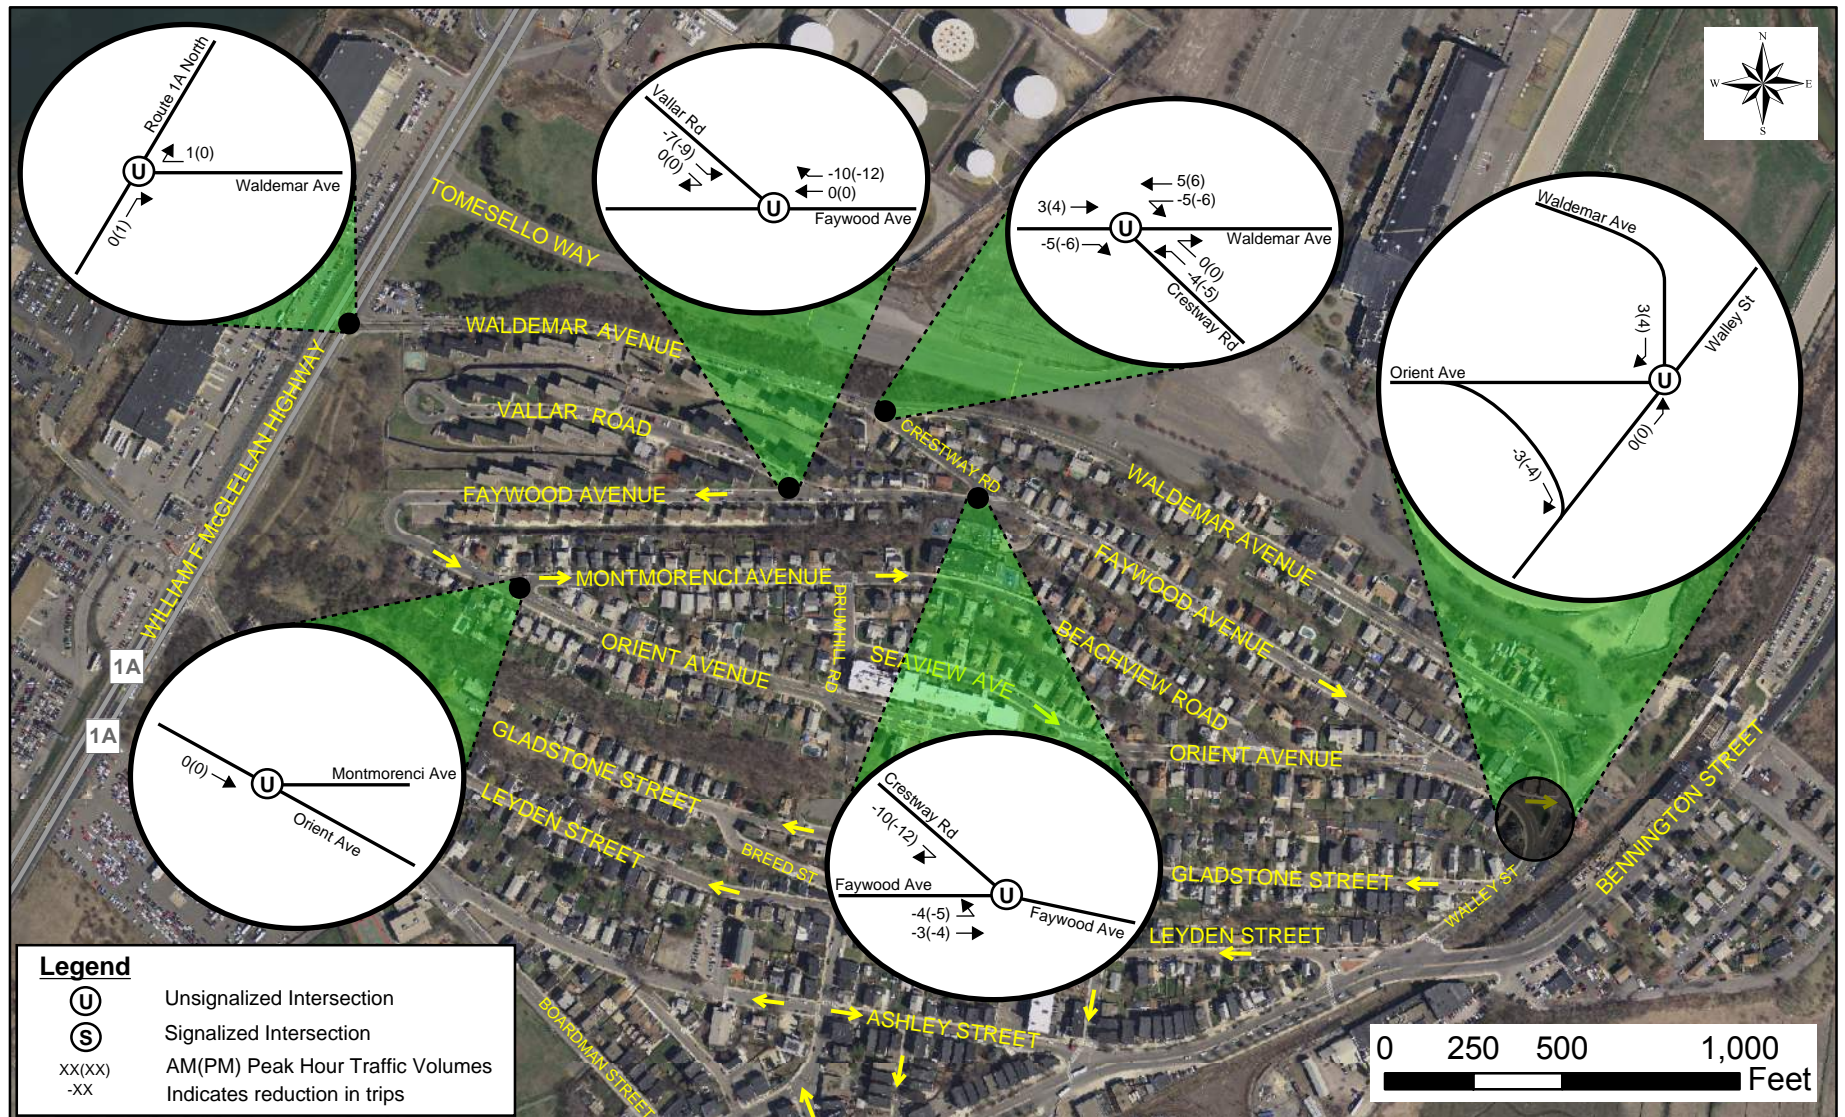 Route 1A North
1(0)
Waldemar Ave
0(1)
Vallar Rd
-7(-9)
0(0)
-10(-12)
0(0)
Faywood Ave
5(6)
-5(-6)
3(4)
Waldemar Ave
-5(-6)
0(0)
-4(-5)
Crestway Rd
N
W E
S
Waldemar Ave
3(4)
Walley St
Orient Ave
U
0(0)
-3(-4)
U
U
U
TOMESELLO WAY
WALDEMAR AVENUE
VALLAR ROAD
CRESTWAY RD
WALDEMAR AVENUE
FAYWOOD AVENUE
FAYWOOD AVENUE
WILLIAM F McCLELLAN HIGHWAY
MONTMORENCI AVENUE
DRUMHILL RD
BEACHVIEW ROAD
ORIENT AVENUE
SEAVIEW AVE
1A
1A
ORIENT AVENUE
GLADSTONE STREET
LEYDEN STREET
BREED ST
GLADSTONE STREET
WALLEY ST
BENNINGTON STREET
LEYDEN STREET
ASHLEY STREET
BOARDMAN STREET
0(0)
U
Montmorenci Ave
Orient Ave
Crestway Rd
-10(-12)
Faywood Ave
U
-4(-5)
-3(-4)
Faywood Ave
Legend
U Unsignalized Intersection
S Signalized Intersection
XX(XX) AM(PM) Peak Hour Traffic Volumes
-XX Indicates reduction in trips
0 250 500 1,000
Feet